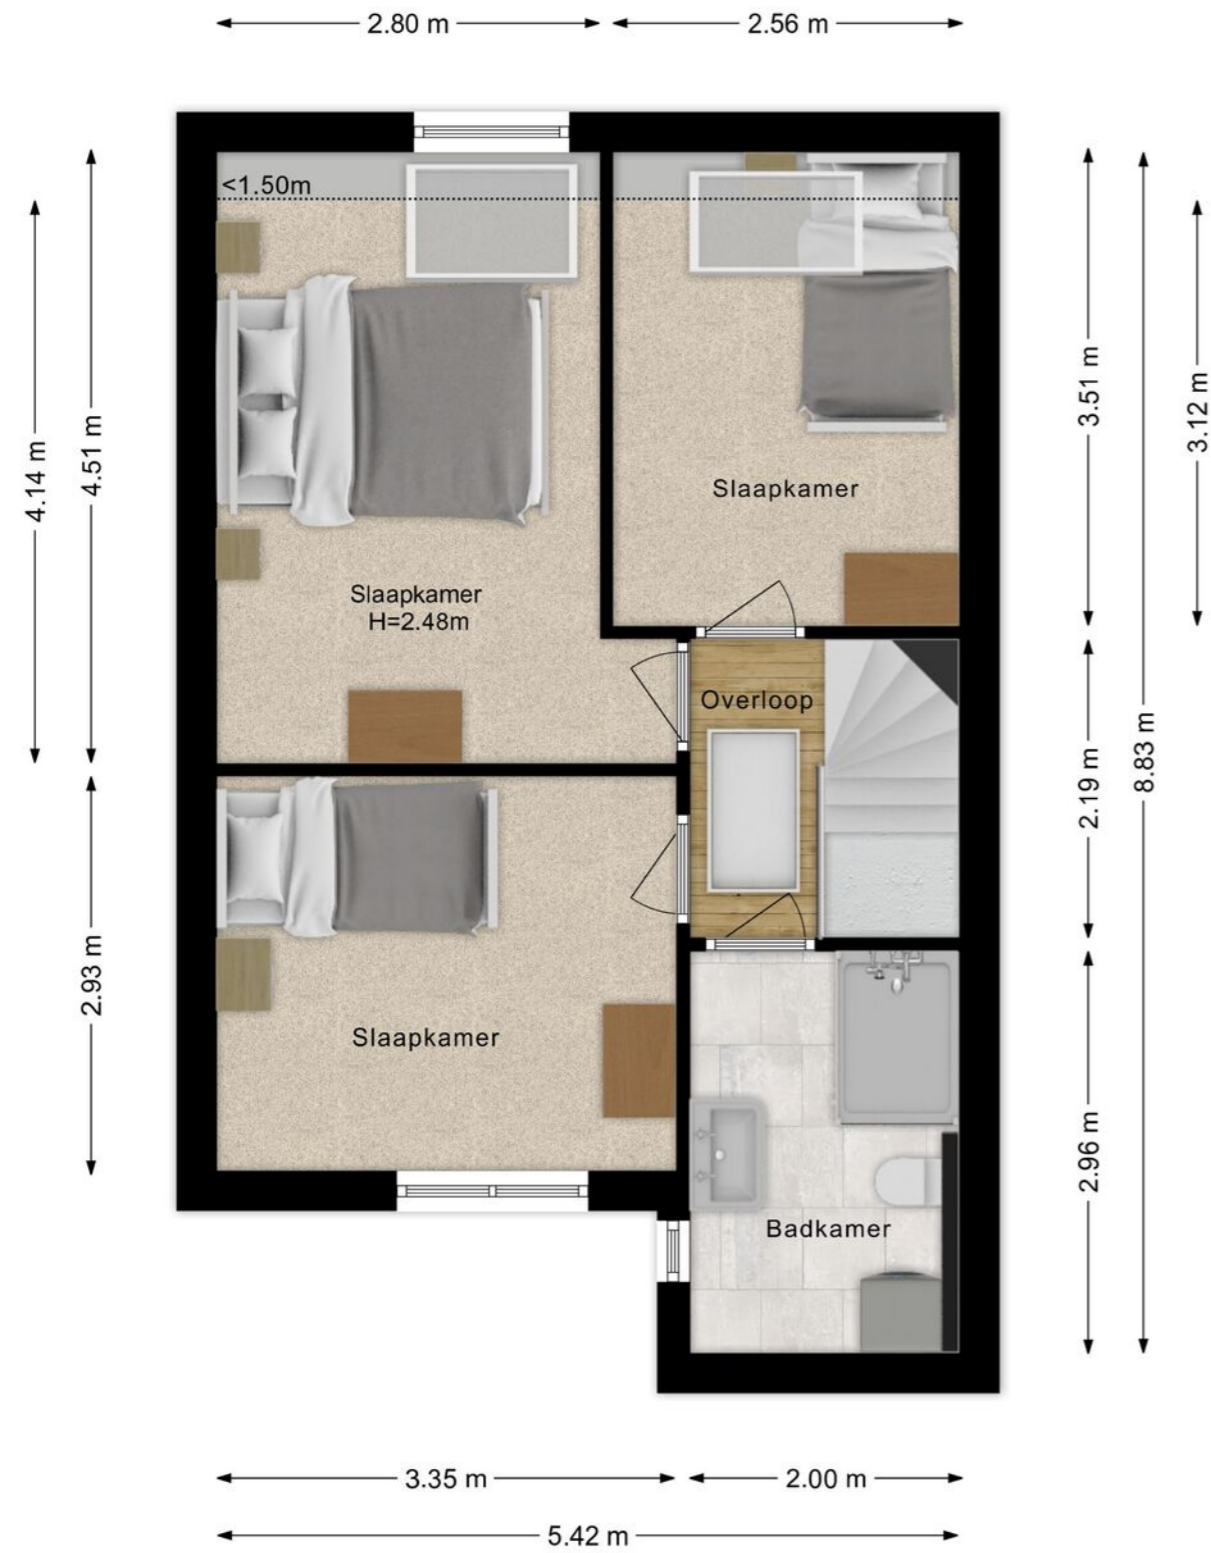 2.80 m
2.56 m
<1.50m
4.14 m
4.51 m
3.51 m
3.12 m
Slaapkamer
Slaapkamer
H=2.48m
Overloop
2.19 m
8.83 m
2.93 m
Slaapkamer
2.96 m
Badkamer
3.35 m
2.00 m
5.42 m